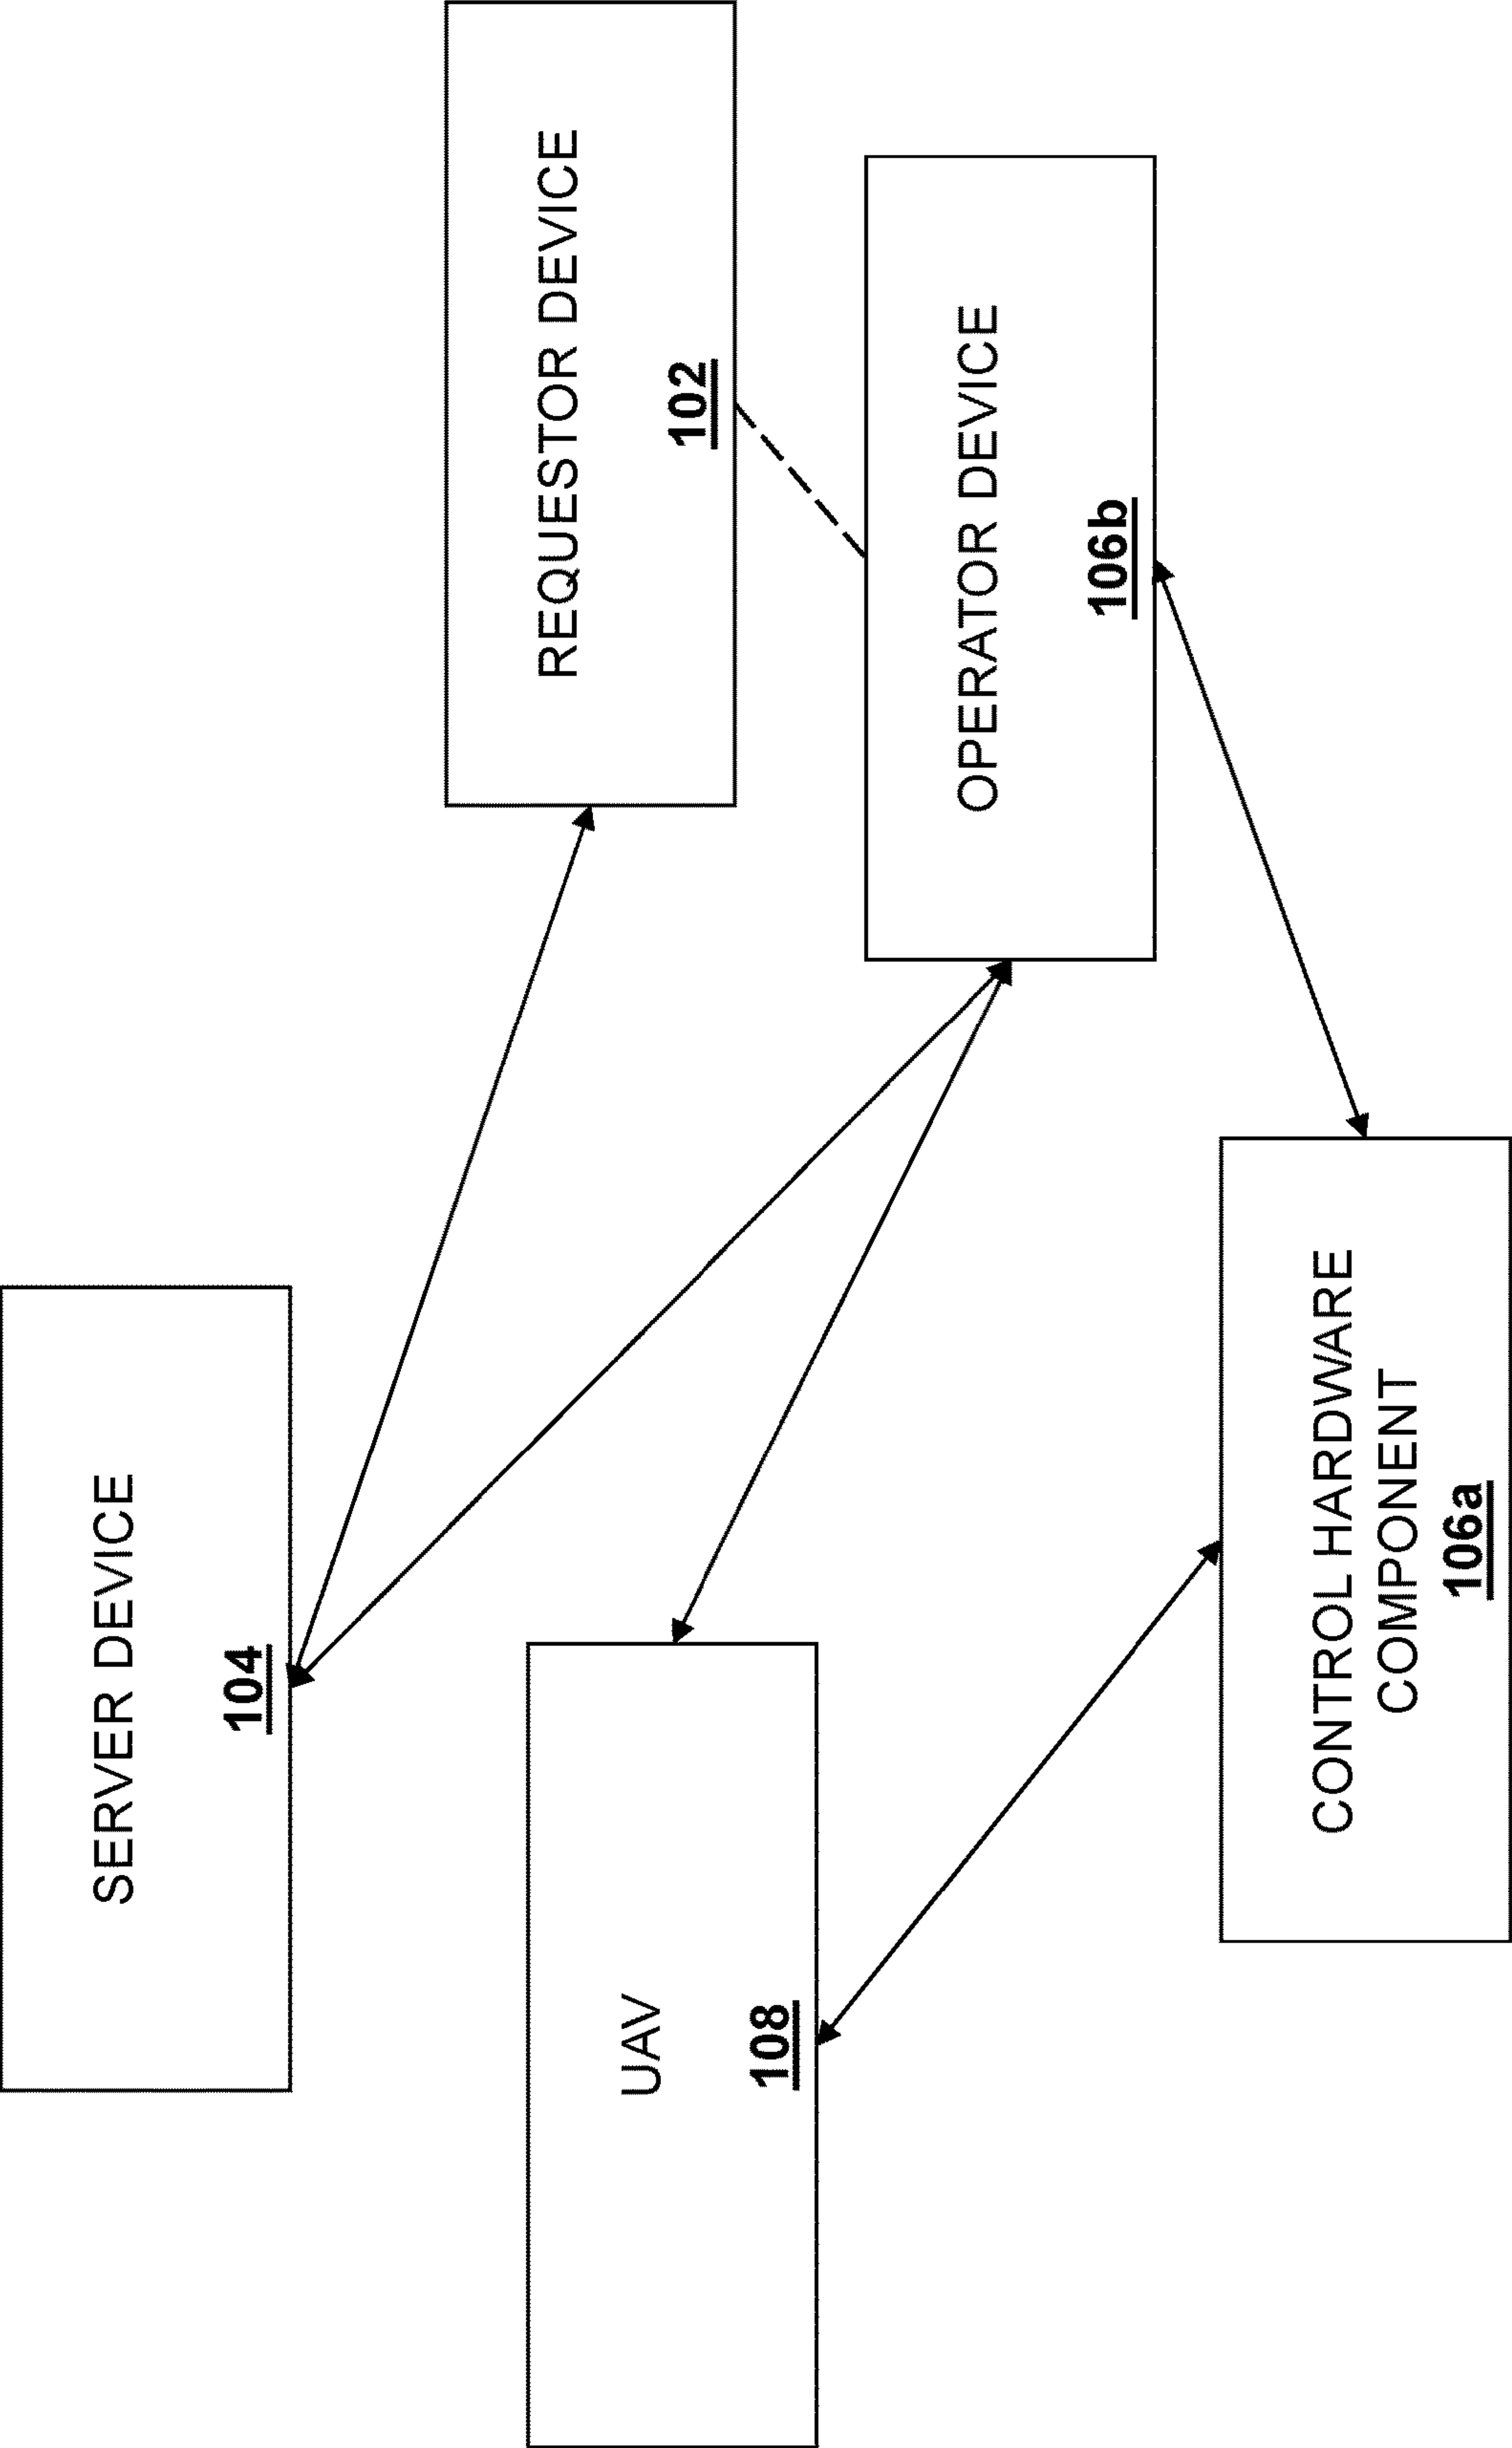 SERVER DEVICE
104
REQUESTOR DEVICE
102
UAV
108
OPERATOR DEVICE
106b
CONTROL HARDWARE
COMPONENT
106a